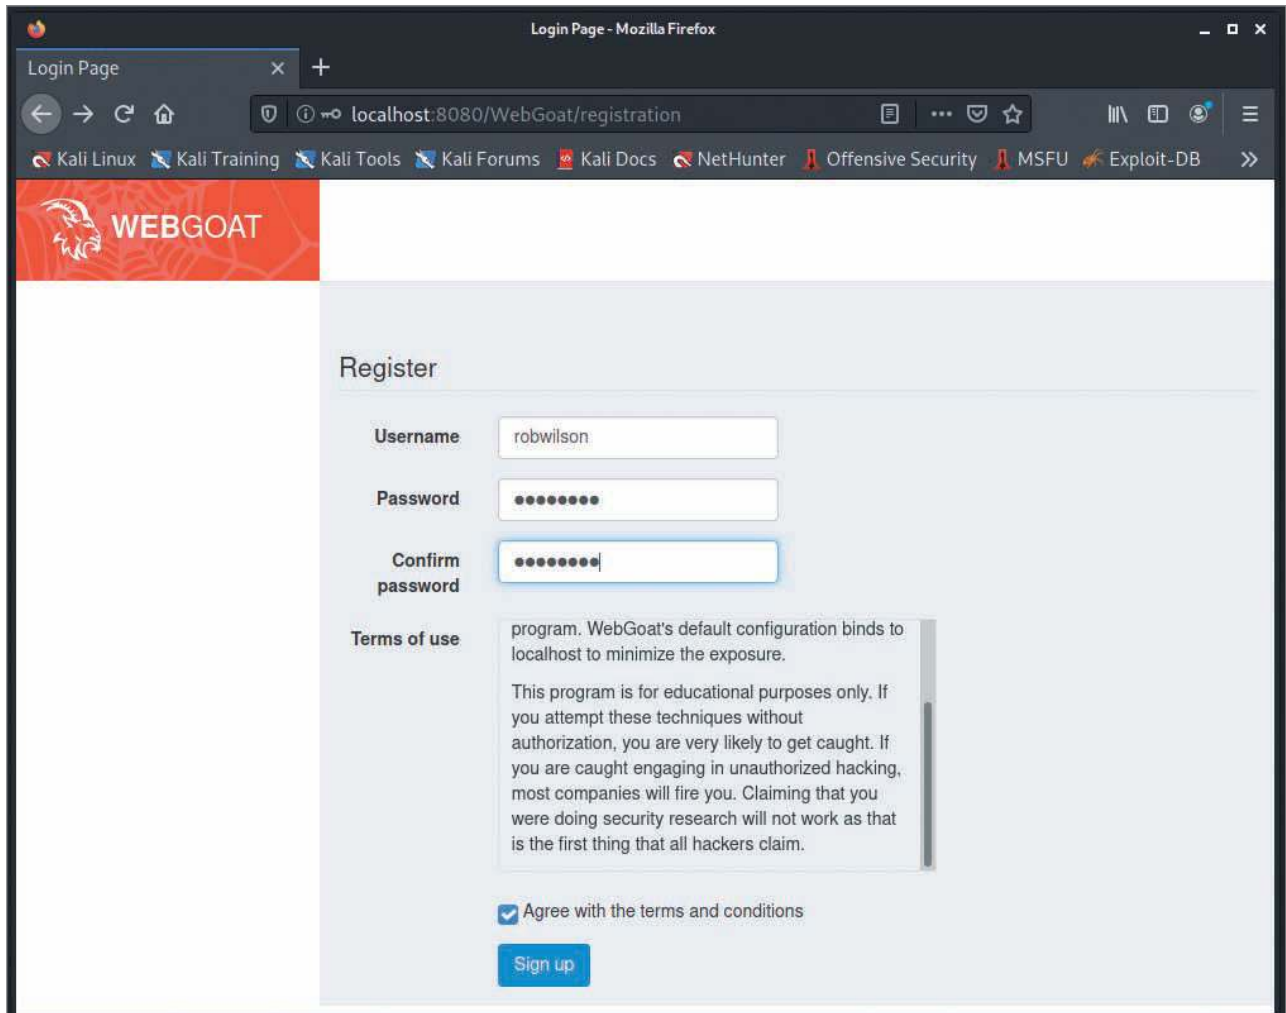 Login Page - Mozilla Firefox
Login Page
localhost:8080/WebGoat/registration
Kali Linux Kali Training Kali Tools Kali Forums Kali Docs NetHunter Offensive Security MSFU Exploit-DB
WEBGOAT
Register
Username robwilson
Password
Confirm
password
Terms of use
program. WebGoat's default configuration binds to
localhost to minimize the exposure.
This program is for educational purposes only. If
you attempt these techniques without
authorization, you are very likely to get caught. If
you are caught engaging in unauthorized hacking,
most companies will fire you. Claiming that you
were doing security research will not work as that
is the first thing that all hackers claim.
Agree with the terms and conditions
Sign up